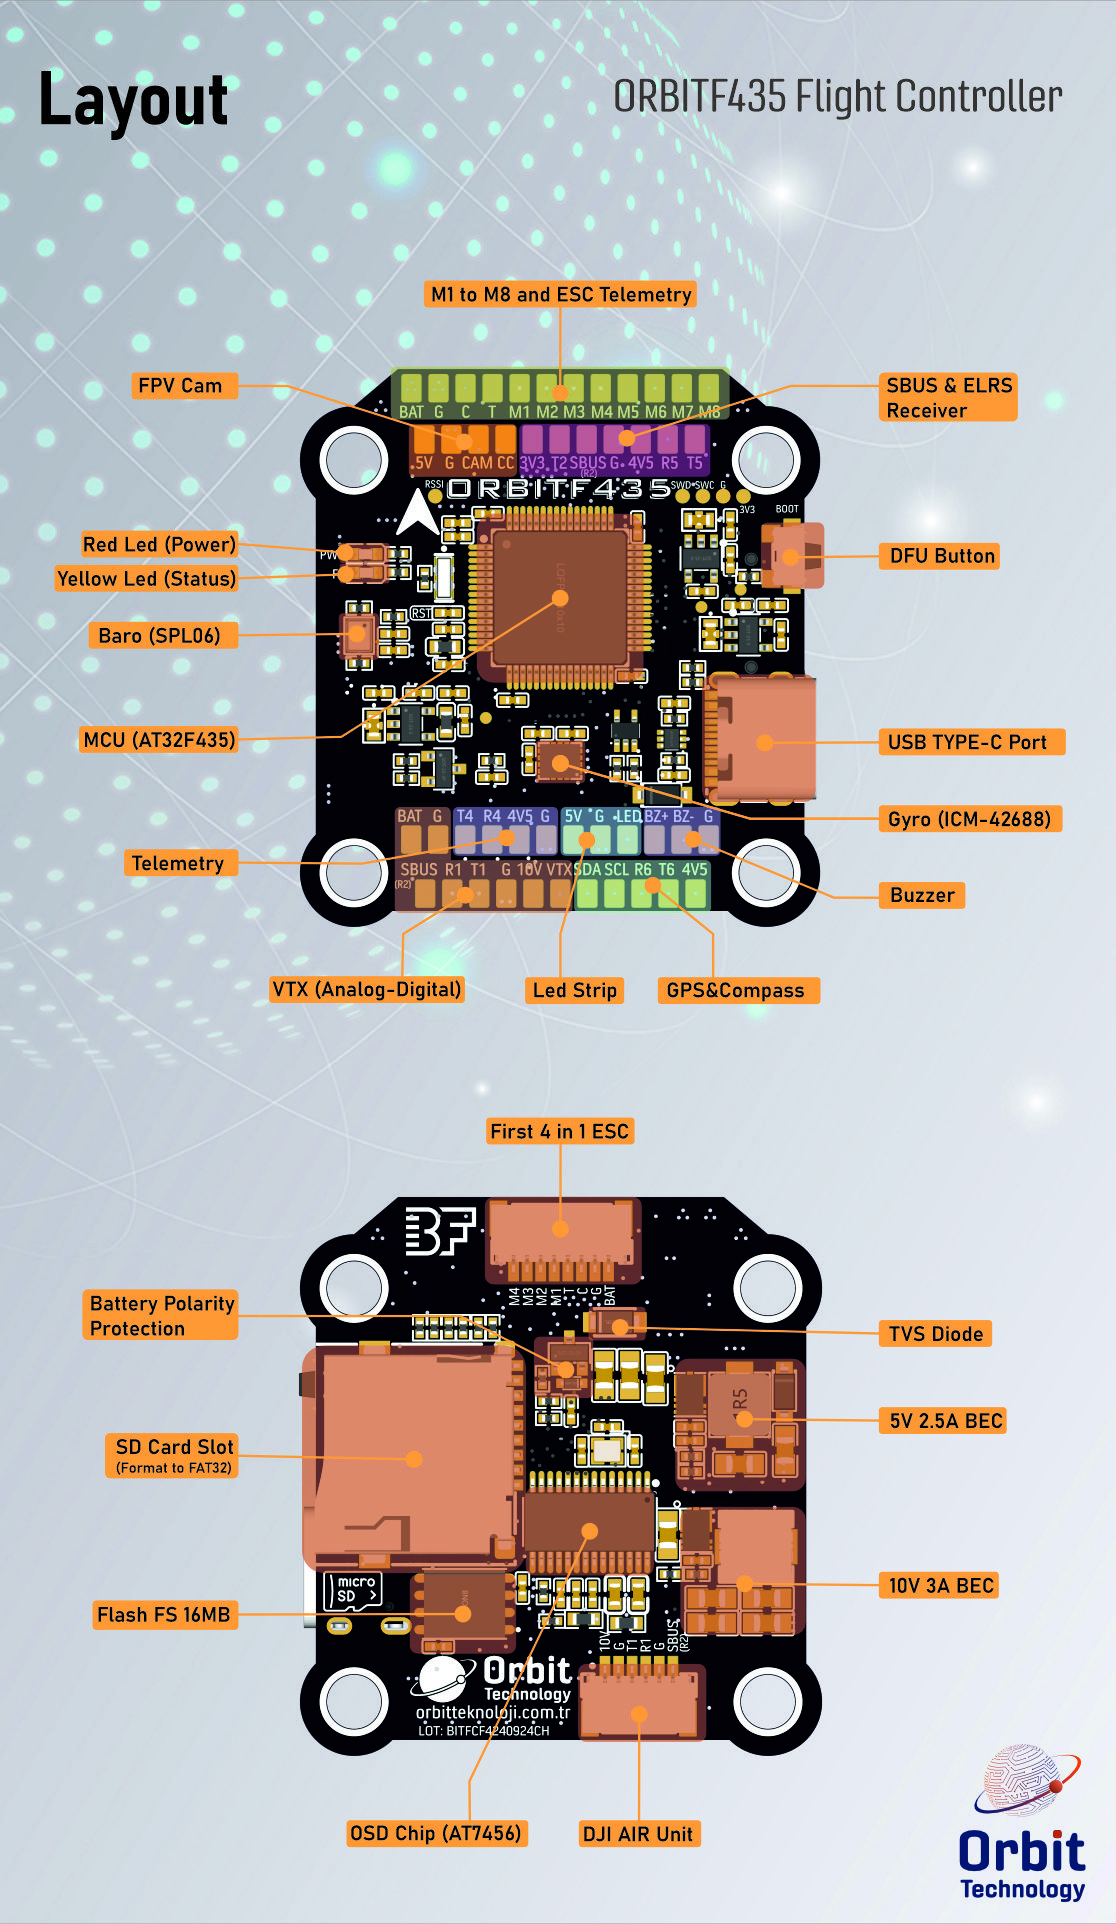 Layout
ORBITF435 Flight Controller
M1 to M8 and ESC Telemetry
FPV Cam
SBUS & ELRS
Receiver
BAT G C T M1 M2 M3 M4 M5 M6 M7 M8
5V G CAM CC 3V3 T2 SBUS G 4V5 R5 T5
(R2)
RSSI ORBITF435 SWD SWC G
3V3 BOOT
Red Led (Power)
Yellow Led (Status)
DFU Button
Baro (SPL06)
RST
MCU (AT32F435)
USB TYPE-C Port
Gyro (ICM-42688)
BAT G T4 R4 4V5 G 5V G LED BZ+ BZ- G
Telemetry
SBUS R1 T1 G 10V VTX SDA SCL R6 T6 4V5
(R2)
Buzzer
VTX (Analog-Digital)
Led Strip
GPS&Compass
First 4 in 1 ESC
BF
M4 M3 M2 M1 T C G BAT
Battery Polarity
Protection
TVS Diode
5V 2.5A BEC
SD Card Slot
(Format to FAT32)
10V 3A BEC
micro
SD
Flash FS 16MB
10V G T1 R1 G SBUS
(R2)
Orbit
Technology
orbitteknoloji.com.tr
LOT: BITFCF4240924CH
OSD Chip (AT7456)
DJI AIR Unit
Orbit
Technology